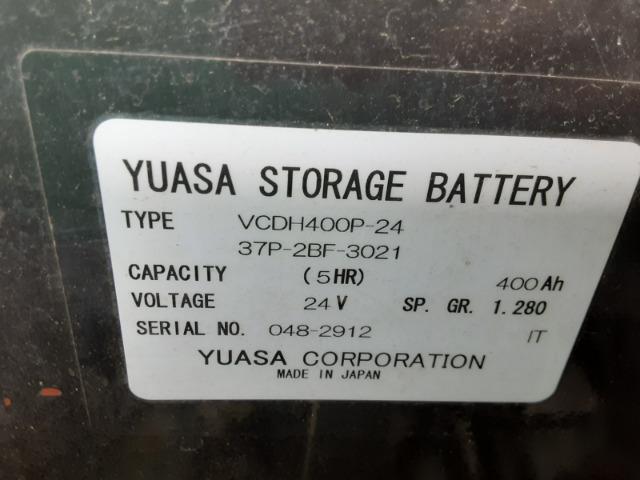 YUASA STORAGE BATTERY
TYPE VCDH400P-24
37P-2BF-3021
CAPACITY (5HR) 400Ah
VOLTAGE 24V SP. GR. 1.280
SERIAL NO. 048-2912 IT
YUASA CORPORATION
MADE IN JAPAN